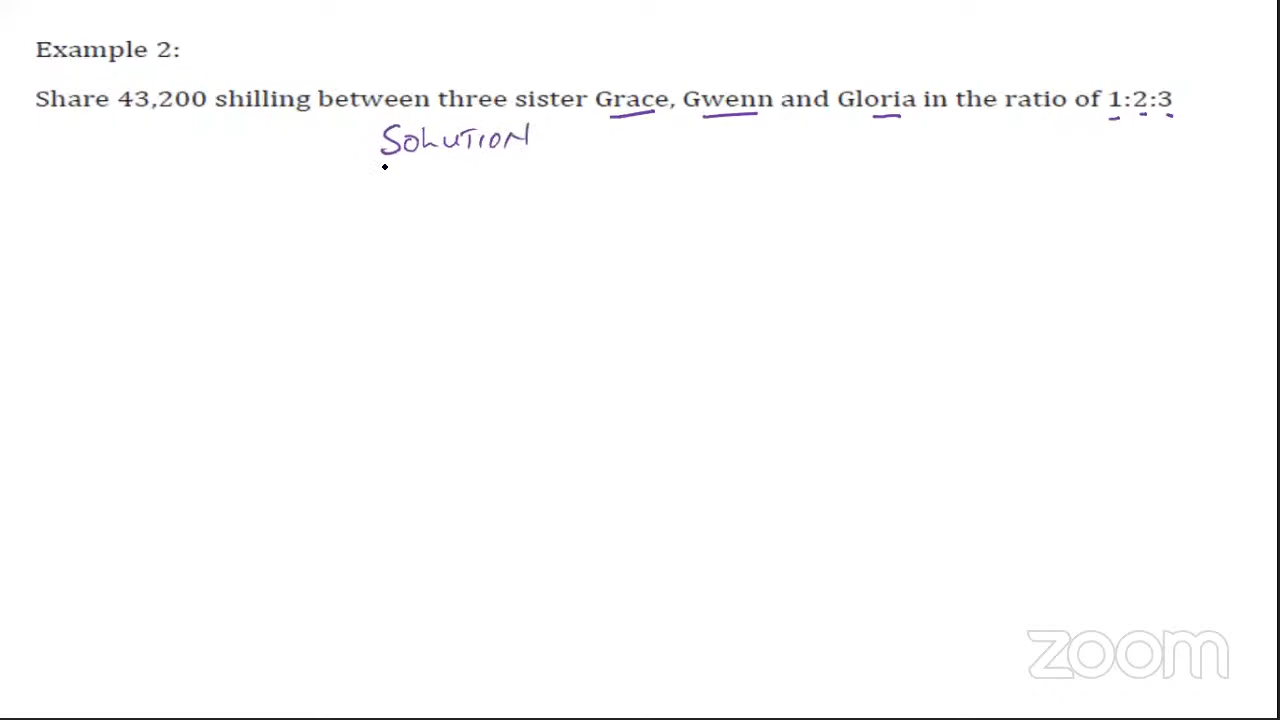 Example 2:
Share 43,200 shilling between three sister Grace, Gwenn and Gloria in the ratio of 1:2:3
SOLUTION
zoom